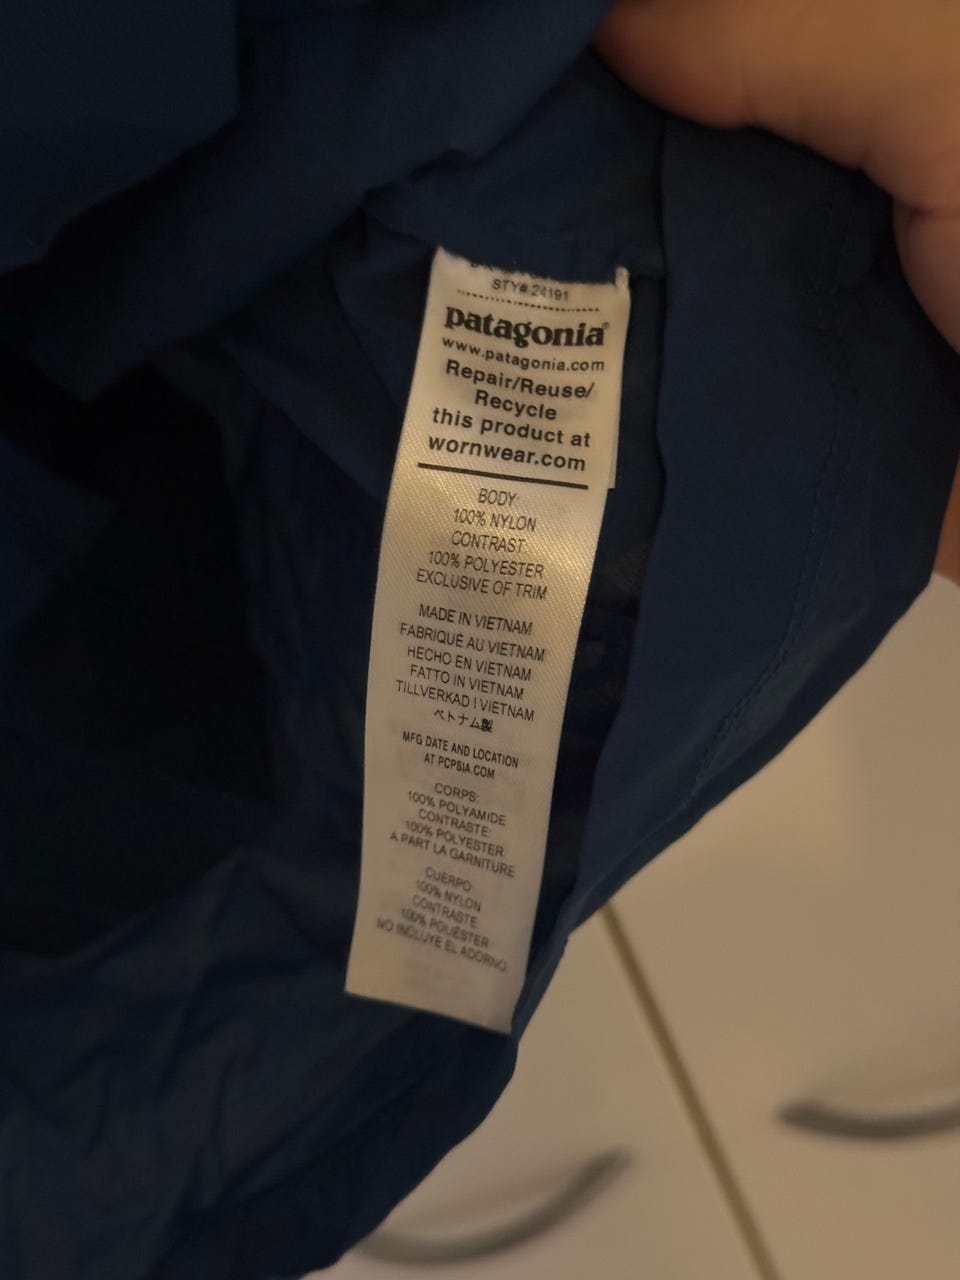 STY# 24191
patagonia®
www.patagonia.com
Repair/Reuse/
Recycle
this product at
wornwear.com
BODY:
100% NYLON
CONTRAST:
100% POLYESTER
EXCLUSIVE OF TRIM
MADE IN VIETNAM
FABRIQUÉ AU VIETNAM
HECHO EN VIETNAM
FATTO IN VIETNAM
TILLVERKAD I VIETNAM
ベトナム製
MFG DATE AND LOCATION
AT PCPSIA.COM
CORPS:
100% POLYAMIDE
CONTRASTE:
100% POLYESTER
À PART LA GARNITURE
CUERPO:
100% NYLON
CONTRASTE:
100% POLIÉSTER
NO INCLUYE EL ADORNO